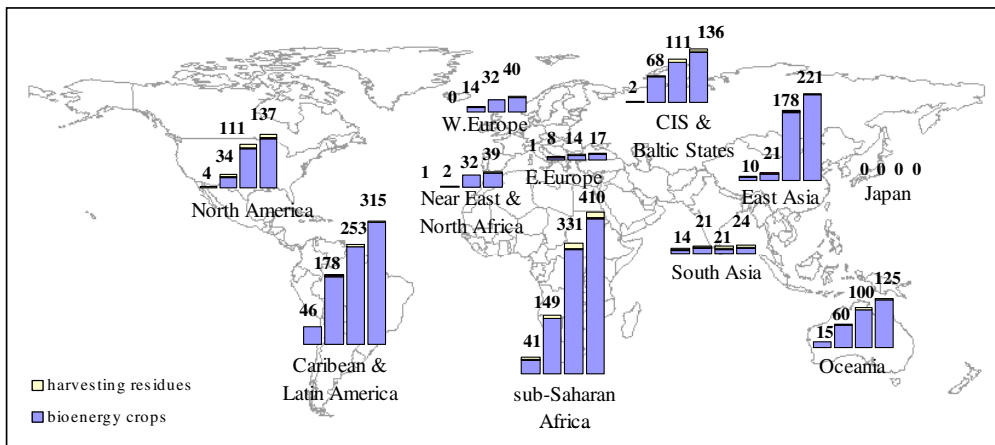 0 14 32 40
W.Europe
2 68 111 136
CIS &
Baltic States
10 21 178 221
East Asia
0 0 0 0
Japan
4 34 111 137
North America
1 2 32 39
Near East &
North Africa
1 8 14 17
E.Europe
14 21 21 24
South Asia
46 178 253 315
Caribean &
Latin America
41 149 331 410
sub-Saharan
Africa
15 60 100 125
Oceania
harvesting residues
bioenergy crops